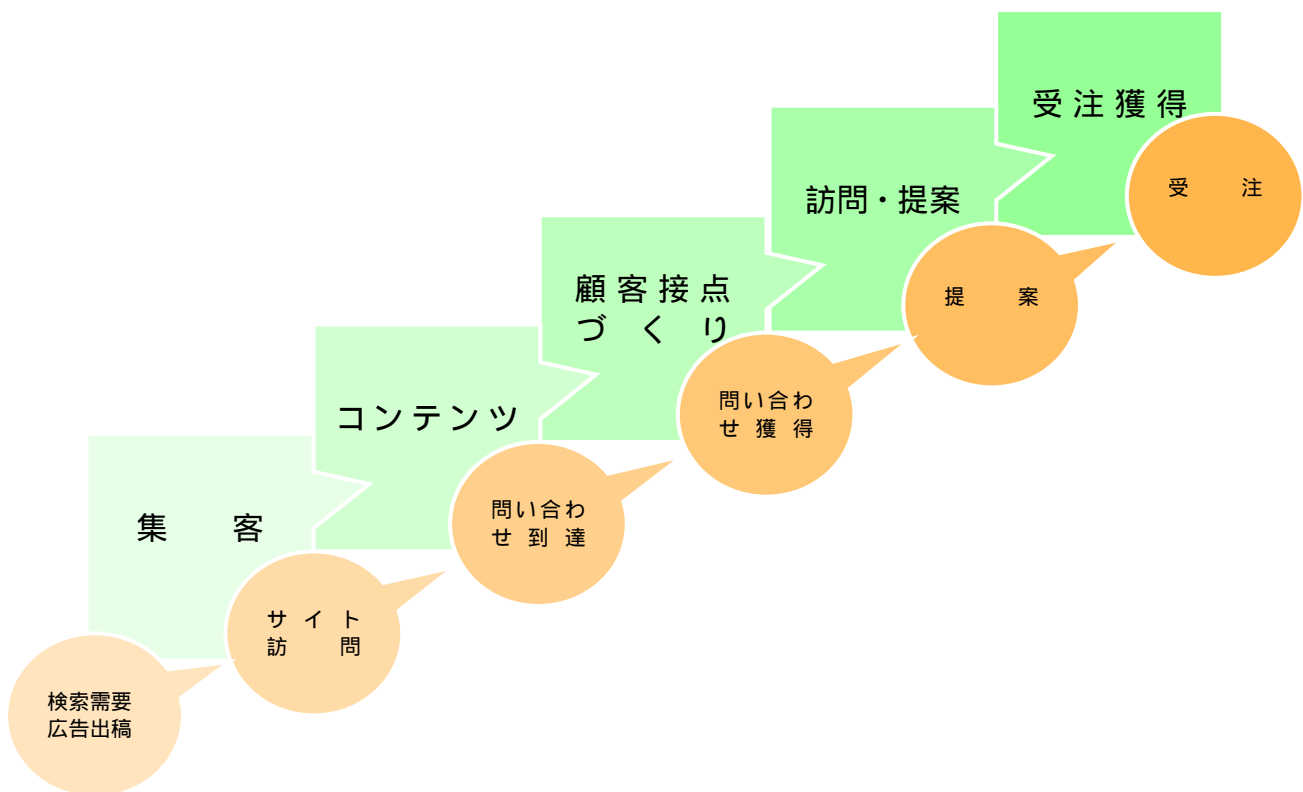 受注獲得
受注
訪問・提案
提案
顧客接点
づくり
問い合わ
せ獲得
コンテンツ
問い合わ
せ到達
集客
サイト
訪問
検索需要
広告出稿